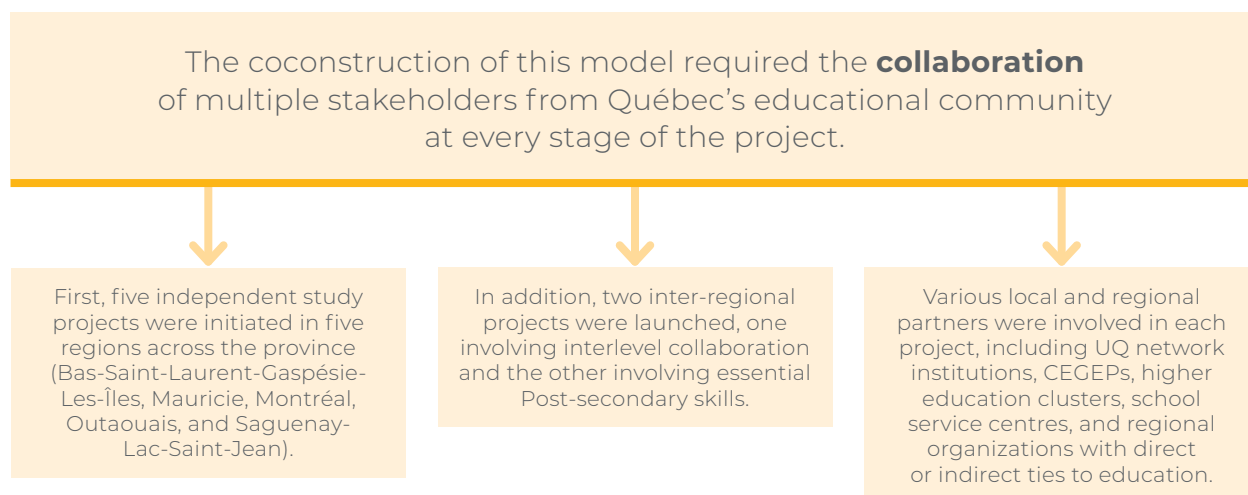 The coconstruction of this model required the collaboration
of multiple stakeholders from Québec's educational community
at every stage of the project.
First, five independent study
projects were initiated in five
regions across the province
(Bas-Saint-Laurent-Gaspésie-
Les-Îles, Mauricie, Montréal,
Outaouais, and Saguenay-
Lac-Saint-Jean).
In addition, two inter-regional
projects were launched, one
involving interlevel collaboration
and the other involving essential
Post-secondary skills.
Various local and regional
partners were involved in each
project, including UQ network
institutions, CEGEPs, higher
education clusters, school
service centres, and regional
organizations with direct
or indirect ties to education.